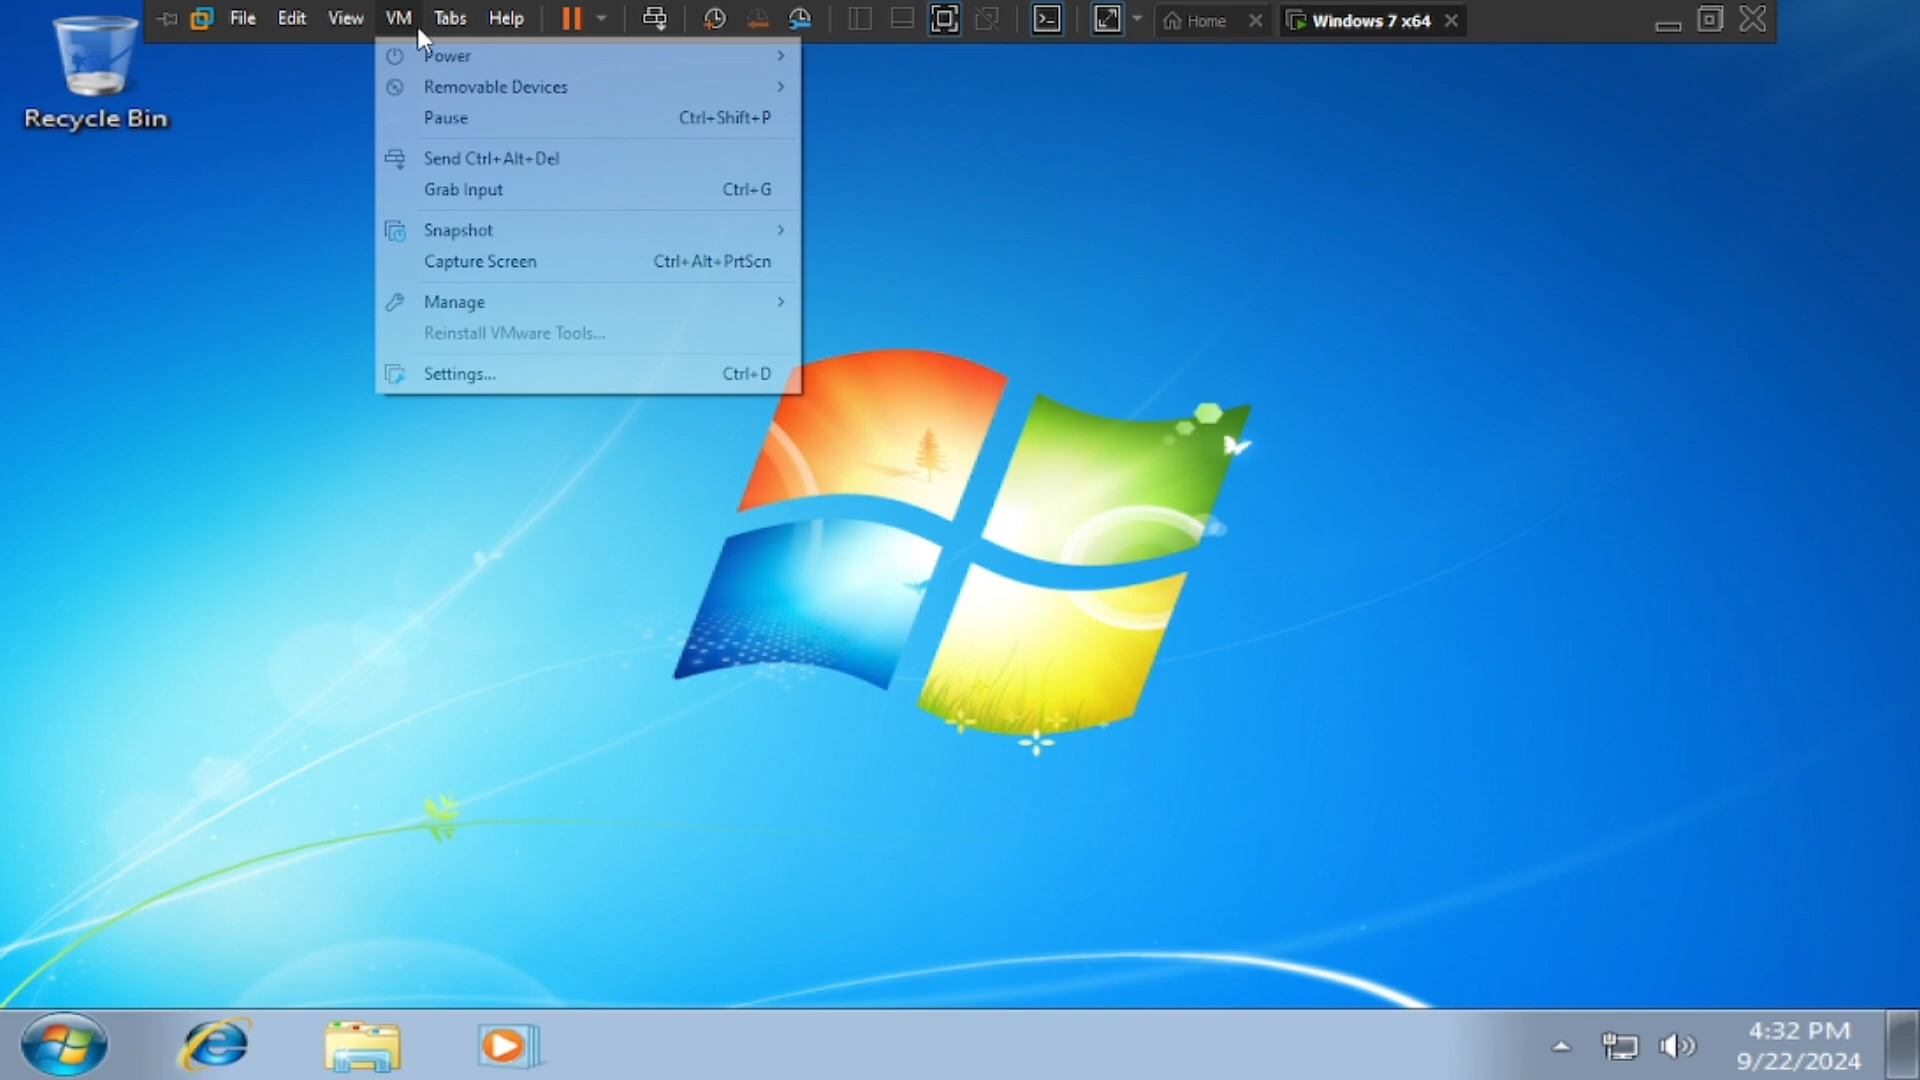 File Edit View VM Tabs Help Home Windows 7 x64
Recycle Bin
Power
Removable Devices
Pause Ctrl+Shift+P
Send Ctrl+Alt+Del
Grab Input Ctrl+G
Snapshot
Capture Screen Ctrl+Alt+PrtScn
Manage
Reinstall VMware Tools...
Settings... Ctrl+D
4:32 PM
9/22/2024